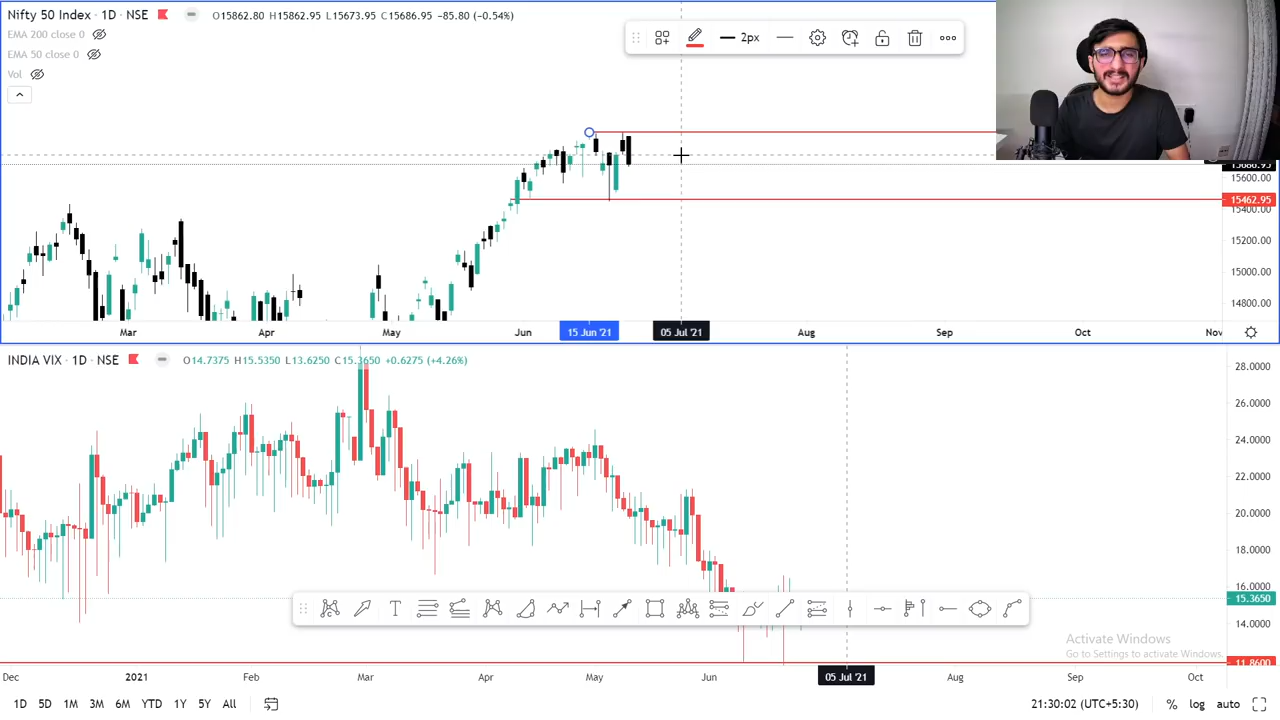 Nifty 50 Index · 1D · NSE O15862.80 H15862.95 L15673.95 C15686.95 −85.80 (−0.54%)
EMA 200 close 0
EMA 50 close 0
Vol
2px
15686.95
15600.00
15462.95
15400.00
15200.00
15000.00
14800.00
Mar Apr May Jun 15 Jun '21 05 Jul '21 Aug Sep Oct Nov
INDIA VIX · 1D · NSE O14.7375 H15.5350 L13.6250 C15.3650 +0.6275 (+4.26%)
28.0000
26.0000
24.0000
22.0000
20.0000
18.0000
16.0000
15.3650
14.0000
11.8600
T
Activate Windows
Go to Settings to activate Windows.
Dec 2021 Feb Mar Apr May Jun 05 Jul '21 Aug Sep Oct
1D 5D 1M 3M 6M YTD 1Y 5Y All 21:30:02 (UTC+5:30) % log auto